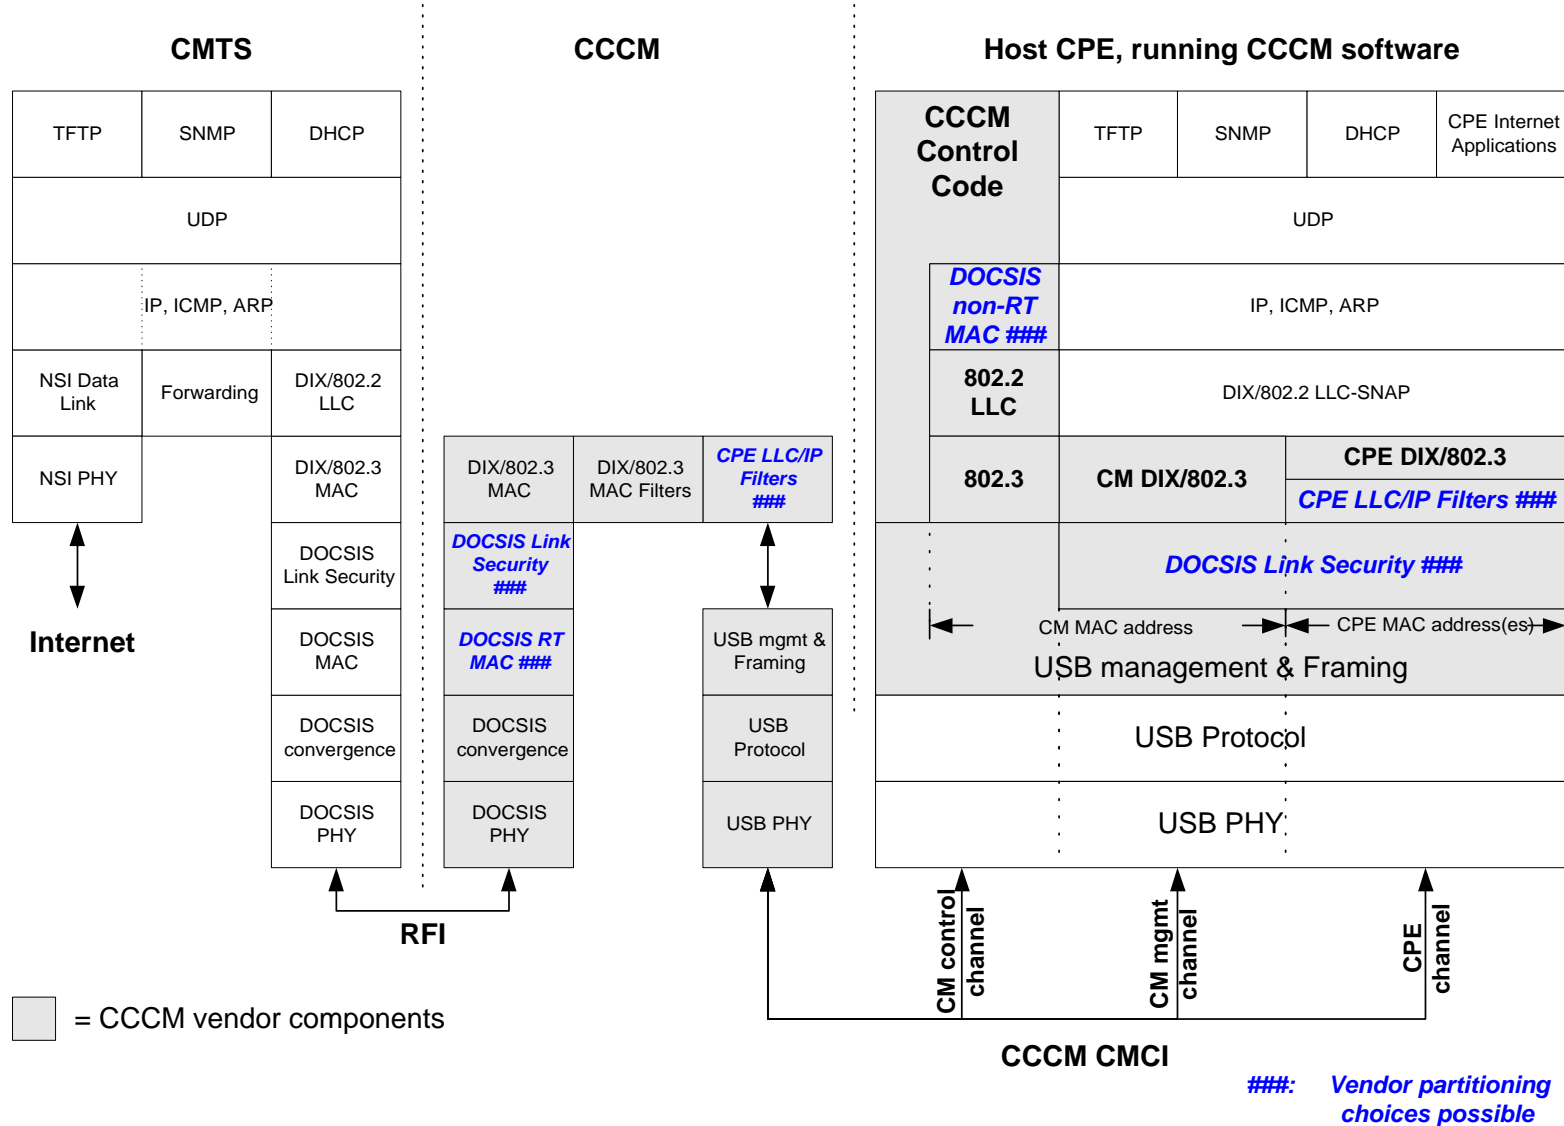 CMTS
CCCM
Host CPE, running CCCM software
TFTP
SNMP
DHCP
UDP
IP, ICMP, ARP
NSI Data
Link
Forwarding
DIX/802.2
LLC
NSI PHY
DIX/802.3
MAC
DOCSIS
Link Security
Internet
DOCSIS
MAC
DOCSIS
convergence
DOCSIS
PHY
DIX/802.3
MAC
DIX/802.3
MAC Filters
CPE LLC/IP
Filters
###
DOCSIS Link
Security
###
DOCSIS RT
MAC ###
DOCSIS
convergence
DOCSIS
PHY
USB mgmt &
Framing
USB
Protocol
USB PHY
CCCM
Control
Code
TFTP
SNMP
DHCP
CPE Internet
Applications
UDP
DOCSIS
non-RT
MAC ###
IP, ICMP, ARP
802.2
LLC
DIX/802.2 LLC-SNAP
802.3
CM DIX/802.3
CPE DIX/802.3
CPE LLC/IP Filters ###
DOCSIS Link Security ###
CM MAC address
CPE MAC address(es)
USB management & Framing
USB Protocol
USB PHY
RFI
CM control
channel
CM mgmt
channel
CPE
channel
= CCCM vendor components
CCCM CMCI
###: Vendor partitioning
choices possible